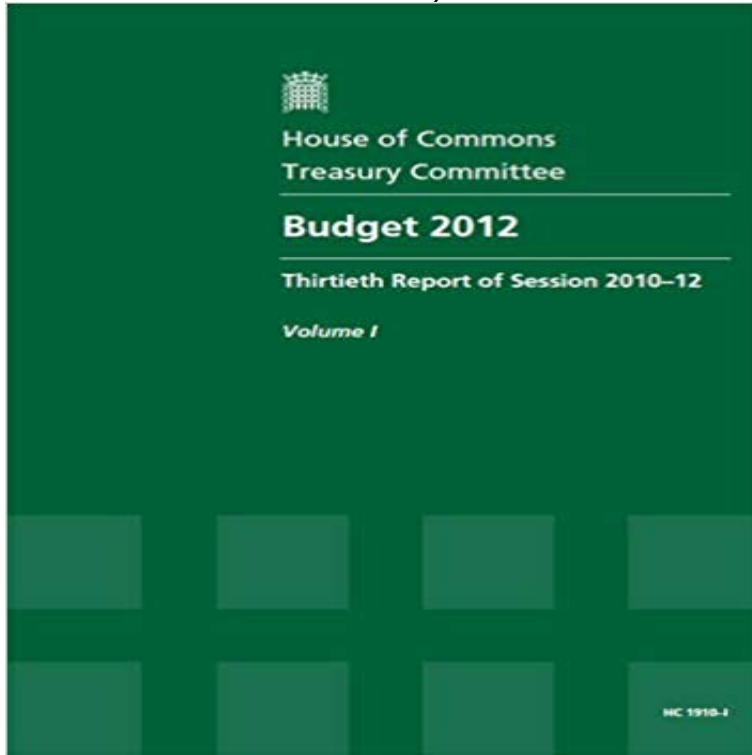 House of Commons
Treasury Committee
Budget 2012
Thirtieth Report of Session 2010–12
Volume I
HC 1910–I